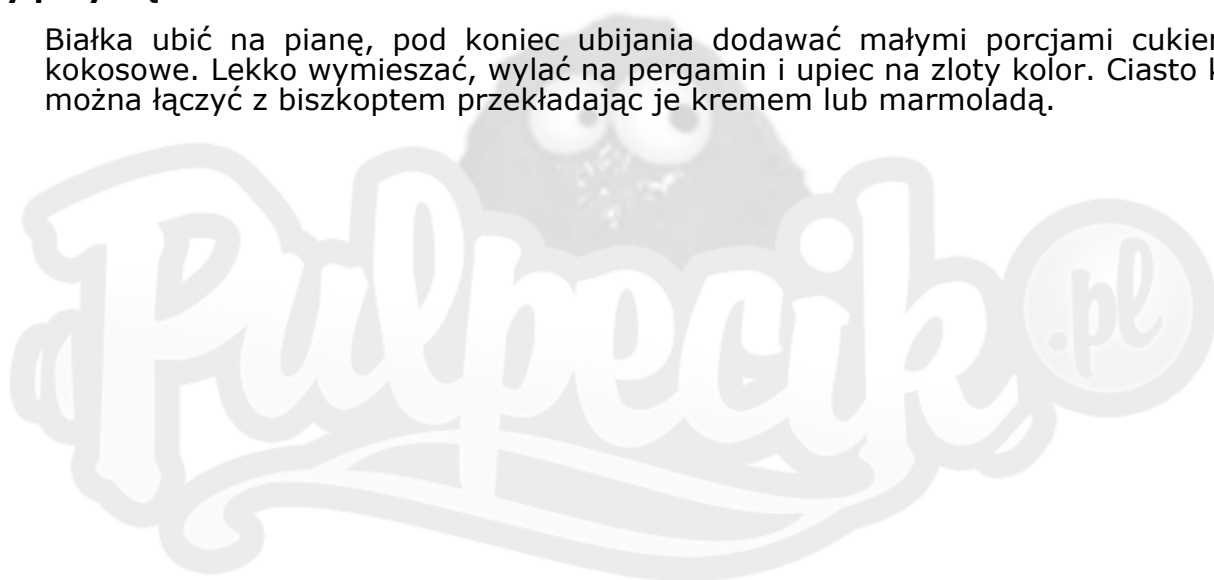 Białka ubić na pianę, pod koniec ubijania dodawać małymi porcjami cukier
kokosowe. Lekko wymieszać, wylać na pergamin i upiec na zloty kolor. Ciasto k
można łączyć z biszkoptem przekładając je kremem lub marmoladą.
Pulpecik.pl